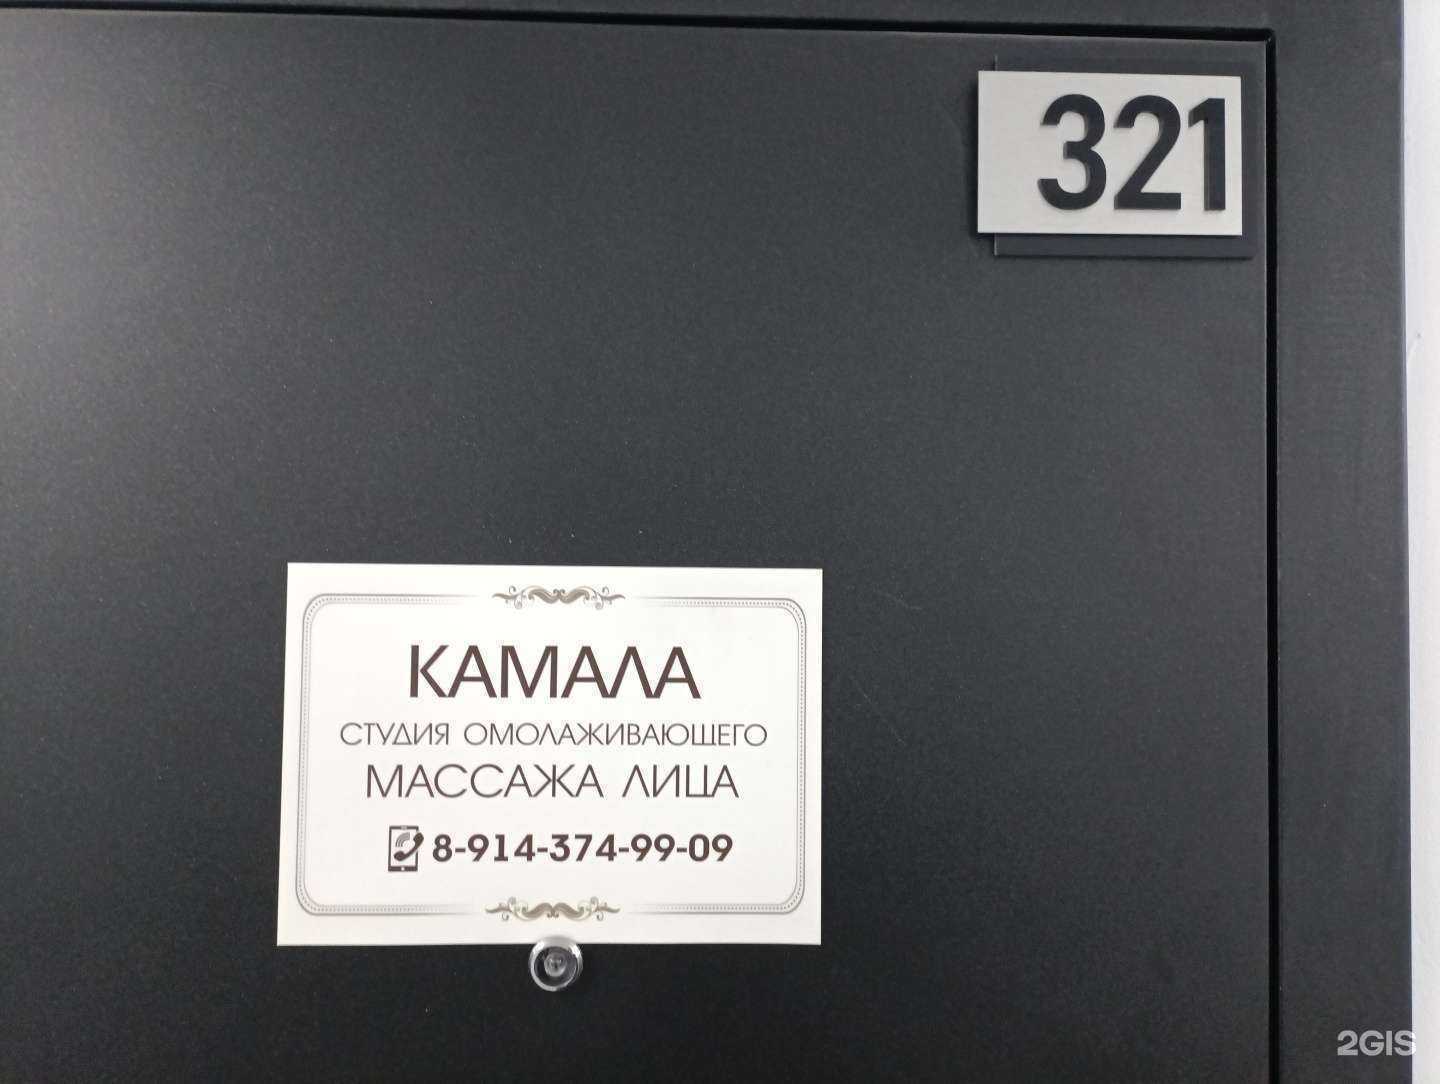 321
КАМАЛА
СТУДИЯ ОМОЛАЖИВАЮЩЕГО
МАССАЖА ЛИЦА
8-914-374-99-09
2GIS